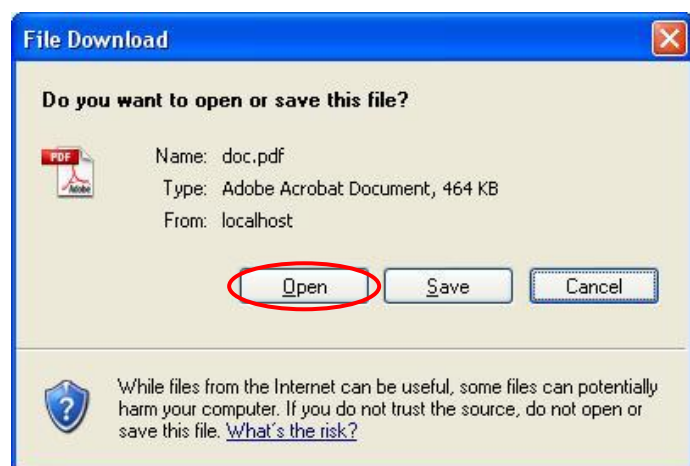 File Download
Do you want to open or save this file?
PDF
Adobe
Name: doc.pdf
Type: Adobe Acrobat Document, 464 KB
From: localhost
Open Save Cancel
While files from the Internet can be useful, some files can potentially
harm your computer. If you do not trust the source, do not open or
save this file. What's the risk?